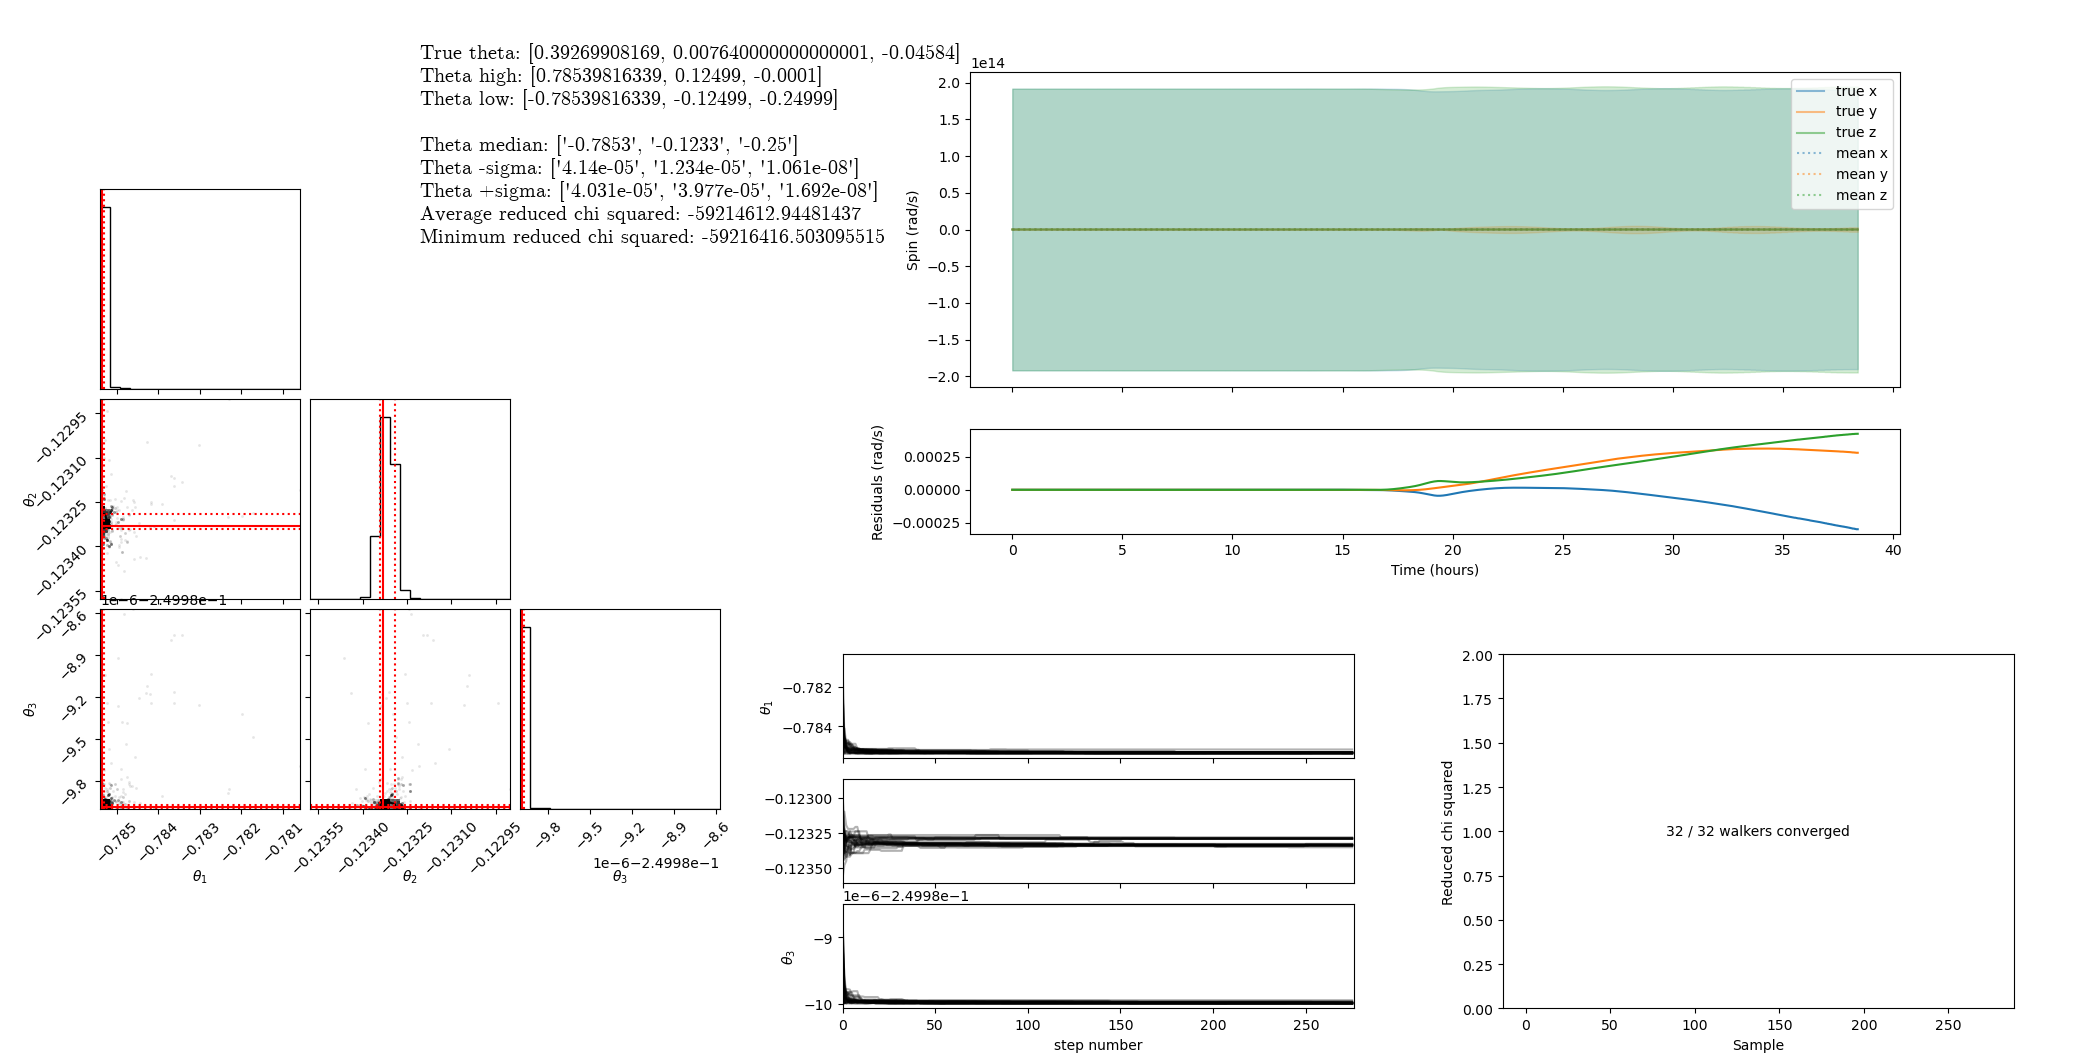 True theta: [0.39269908169, 0.007640000000000001, -0.04584]
Theta high: [0.78539816339, 0.12499, -0.0001]
Theta low: [-0.78539816339, -0.12499, -0.24999]
Theta median: ['-0.7853', '-0.1233', '-0.25']
Theta -sigma: ['4.14e-05', '1.234e-05', '1.061e-08']
Theta +sigma: ['4.031e-05', '3.977e-05', '1.692e-08']
Average reduced chi squared: -59214612.94481437
Minimum reduced chi squared: -59216416.503095515
1e14
2.0
1.5
1.0
0.5
0.0
−0.5
−1.0
−1.5
−2.0
Spin (rad/s)
true x
true y
true z
mean x
mean y
mean z
0.00025
0.00000
−0.00025
Residuals (rad/s)
0 5 10 15 20 25 30 35 40
Time (hours)
−0.12295
−0.12310
−0.12325
−0.12340
−0.12355
θ2
1e−6−2.4998e−1
−8.6
−8.9
−9.2
−9.5
−9.8
θ3
−0.785 −0.784 −0.783 −0.782 −0.781
θ1
−0.12355 −0.12340 −0.12325 −0.12310 −0.12295
θ2
−9.8 −9.5 −9.2 −8.9 −8.6
1e−6−2.4998e−1
θ3
−0.782
−0.784
θ1
−0.12300
−0.12325
−0.12350
1e−6−2.4998e−1
−9
−10
θ3
0 50 100 150 200 250
step number
2.00
1.75
1.50
1.25
1.00
0.75
0.50
0.25
0.00
Reduced chi squared
32 / 32 walkers converged
0 50 100 150 200 250
Sample